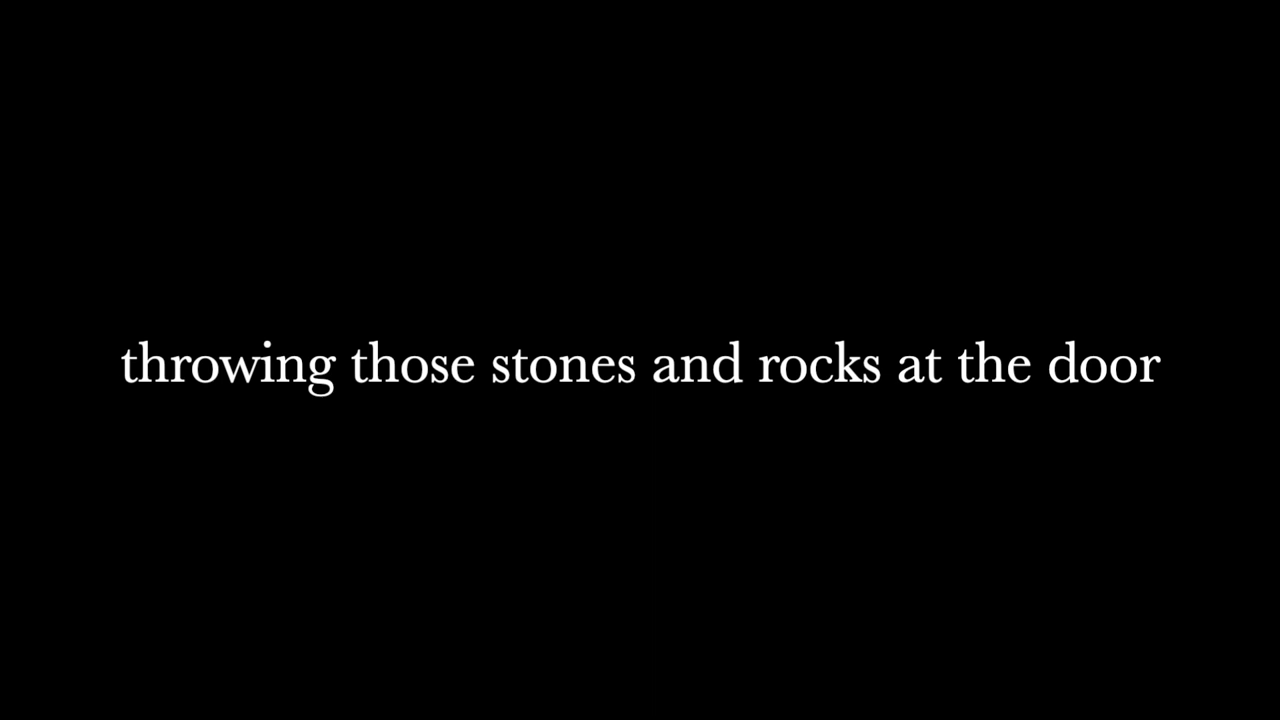 throwing those stones and rocks at the door